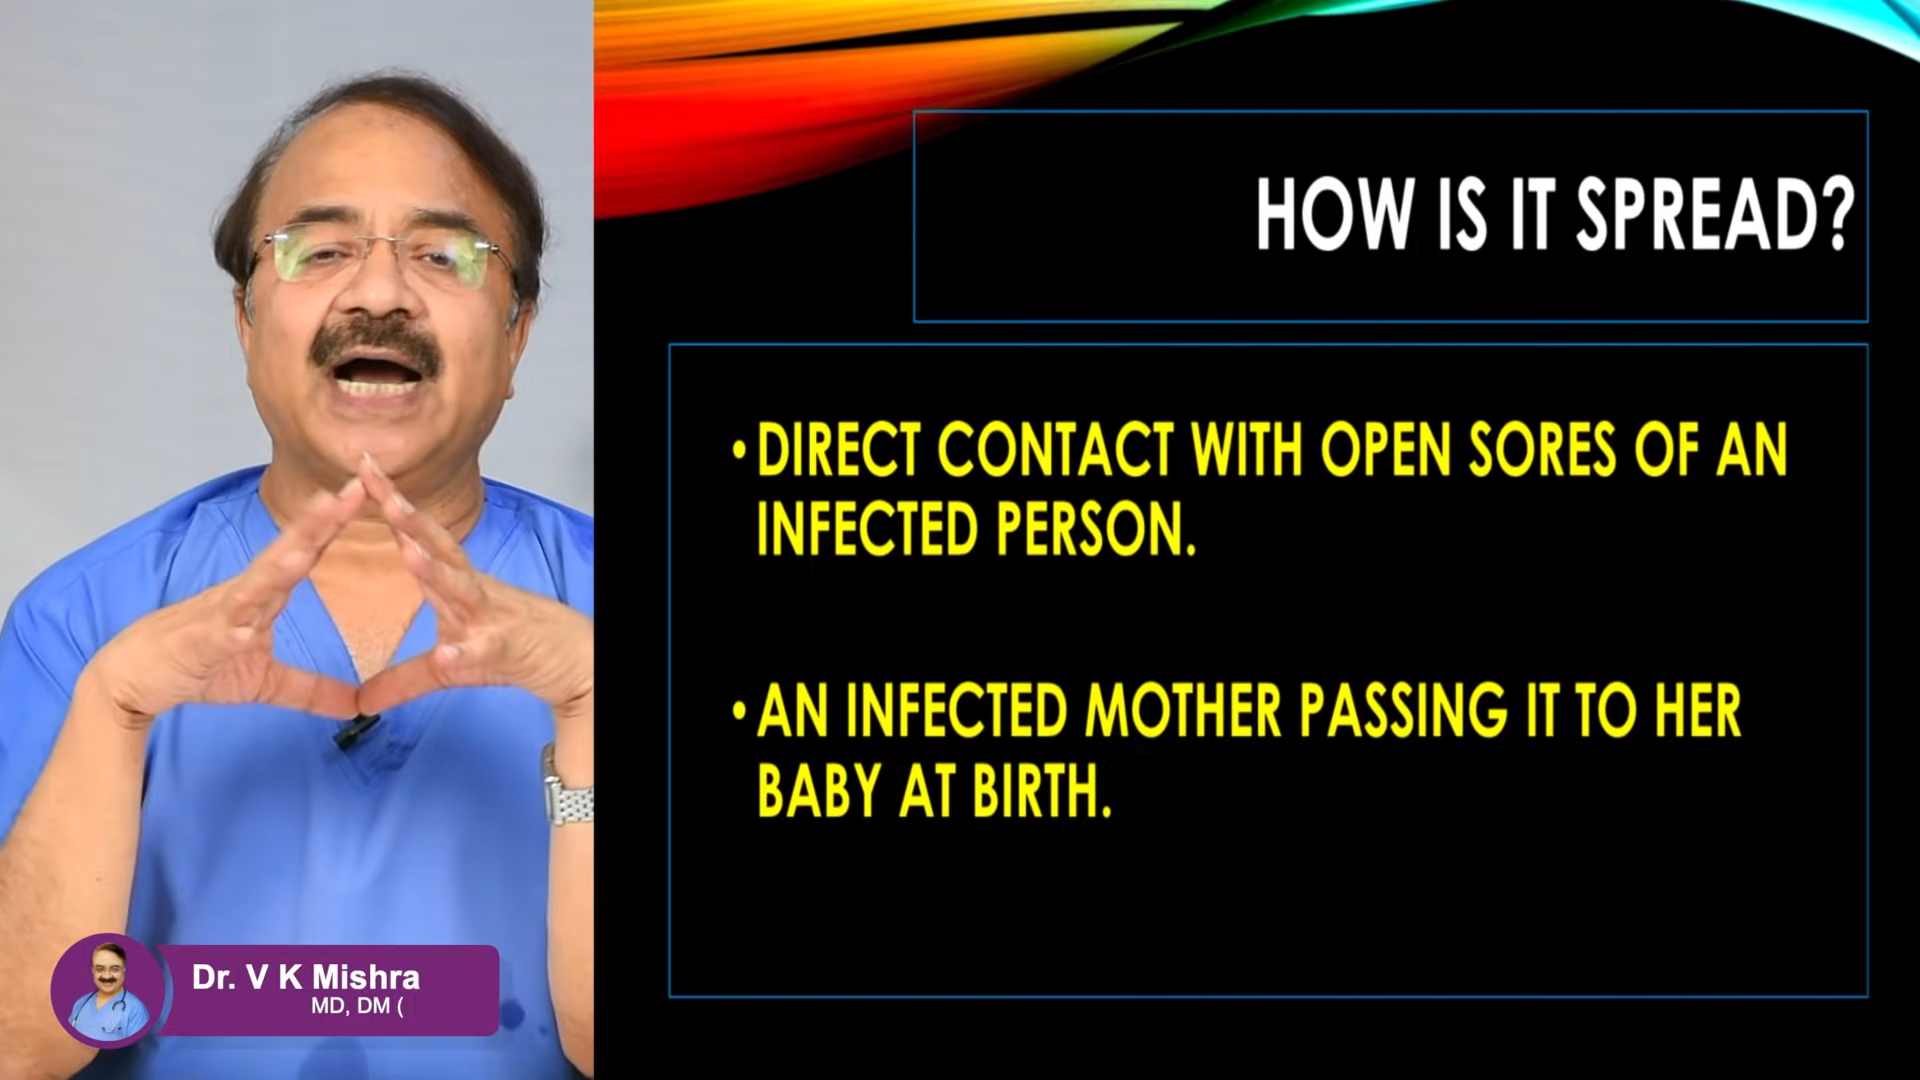 HOW IS IT SPREAD?
• DIRECT CONTACT WITH OPEN SORES OF AN
INFECTED PERSON.
• AN INFECTED MOTHER PASSING IT TO HER
BABY AT BIRTH.
Dr. V K Mishra
MD, DM (